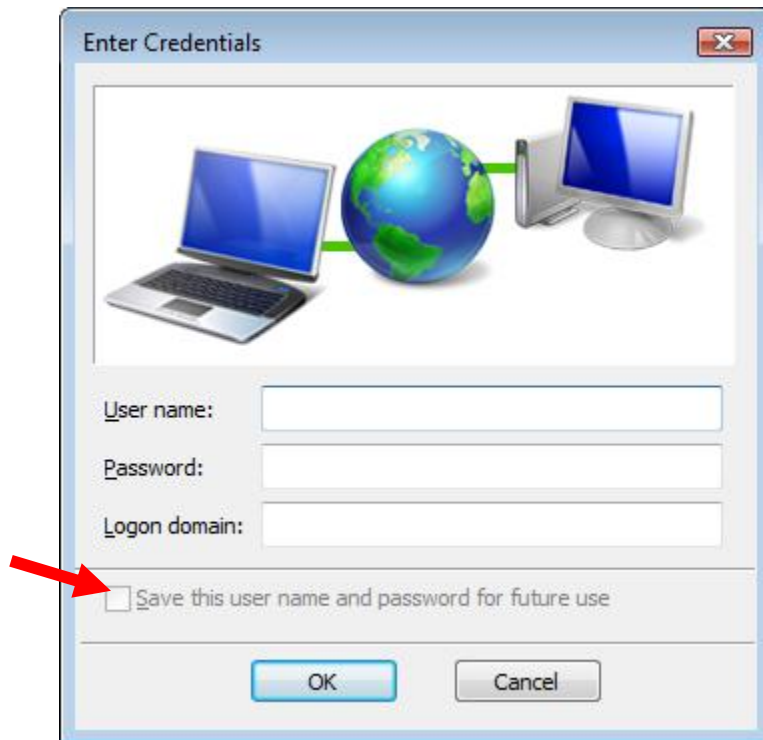 Enter Credentials
User name:
Password:
Logon domain:
Save this user name and password for future use
OK Cancel